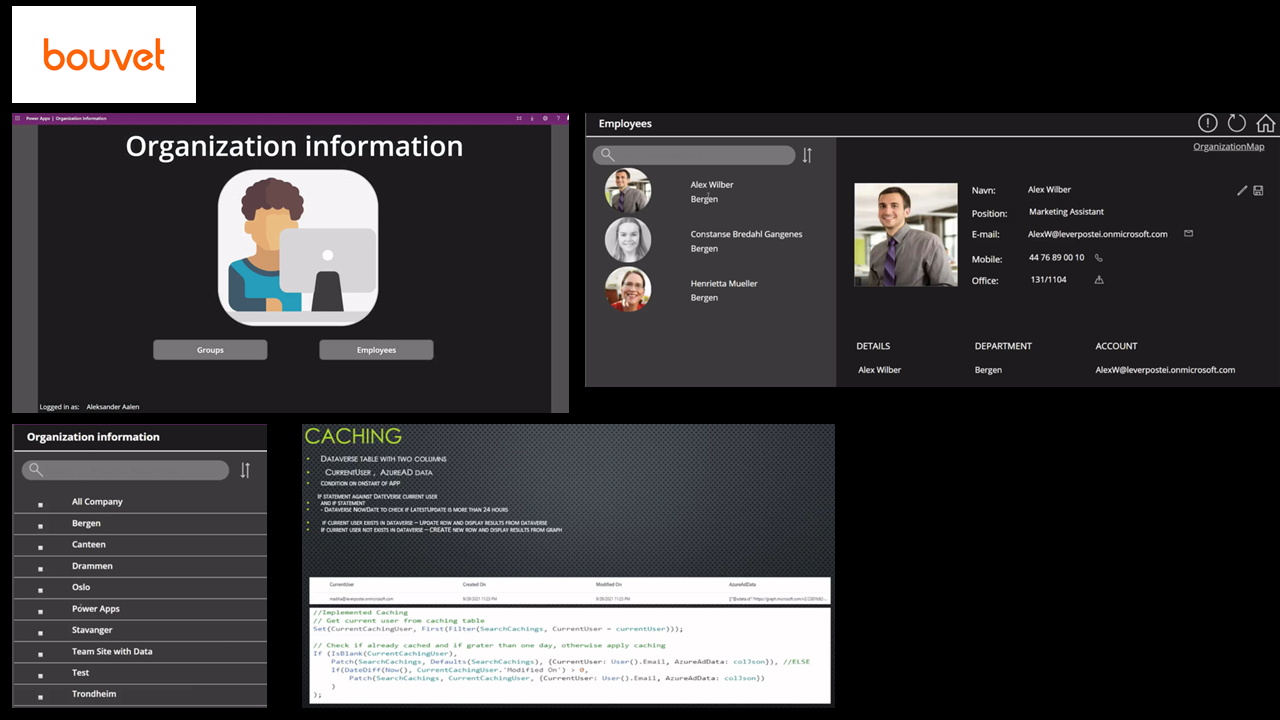 bouvet
Power Apps | Organization Information
Organization information
Groups
Employees
Logged in as: Aleksander Aalen
Employees
OrganizationMap
Alex Wilber
Bergen
Constanse Bredahl Gangenes
Bergen
Henrietta Mueller
Bergen
Navn: Alex Wilber
Position: Marketing Assistant
E-mail: AlexW@leverpostei.onmicrosoft.com
Mobile: 44 76 89 00 10
Office: 131/1104
DETAILS DEPARTMENT ACCOUNT
Alex Wilber Bergen AlexW@leverpostei.onmicrosoft.com
Organization information
All Company
Bergen
Canteen
Drammen
Oslo
Power Apps
Stavanger
Team Site with Data
Test
Trondheim
CACHING
• DATAVERSE TABLE WITH TWO COLUMNS
• CURRENTUSER , AZUREAD DATA
• CONDITION ON ONSTART OF APP
IF STATEMENT AGAINST DATEVERSE CURRENT USER
• AND IF STATEMENT
• - DATAVERSE NOWDATE TO CHECK IF LATESTUPDATE IS MORE THAN 24 HOURS
• IF CURRENT USER EXISTS IN DATAVERSE – UPDATE ROW AND DISPLAY RESULTS FROM DATAVERSE
• IF CURRENT USER NOT EXISTS IN DATAVERSE – CREATE NEW ROW AND DISPLAY RESULTS FROM GRAPH
CurrentUser Created On Modified On AzureAdData
9/28/2021 11:23 PM 9/28/2021 11:23 PM
//Implemented Caching
// Get current user from caching table
Set(CurrentCachingUser, First(Filter(SearchCachings, CurrentUser = currentUser)));
// Check if already cached and if grater than one day, otherwise apply caching
If (IsBlank(CurrentCachingUser),
Patch(SearchCachings, Defaults(SearchCachings), {CurrentUser: User().Email, AzureAdData: colJson}), //ELSE
If(DateDiff(Now(), CurrentCachingUser.'Modified On') > 0,
Patch(SearchCachings, CurrentCachingUser, {CurrentUser: User().Email, AzureAdData: colJson})
)
);